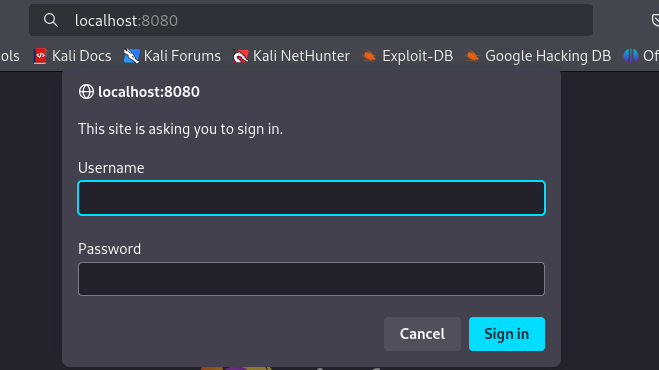 localhost:8080
ols Kali Docs Kali Forums Kali NetHunter Exploit-DB Google Hacking DB Of
localhost:8080
This site is asking you to sign in.
Username
Password
Cancel Sign in